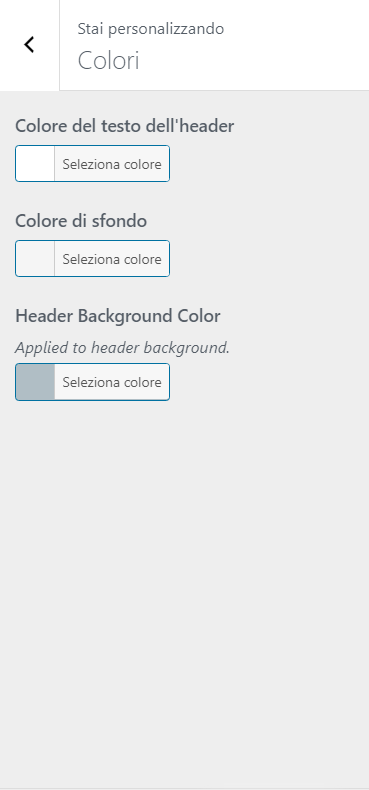 Stai personalizzando
Colori
Colore del testo dell'header
Seleziona colore
Colore di sfondo
Seleziona colore
Header Background Color
Applied to header background.
Seleziona colore